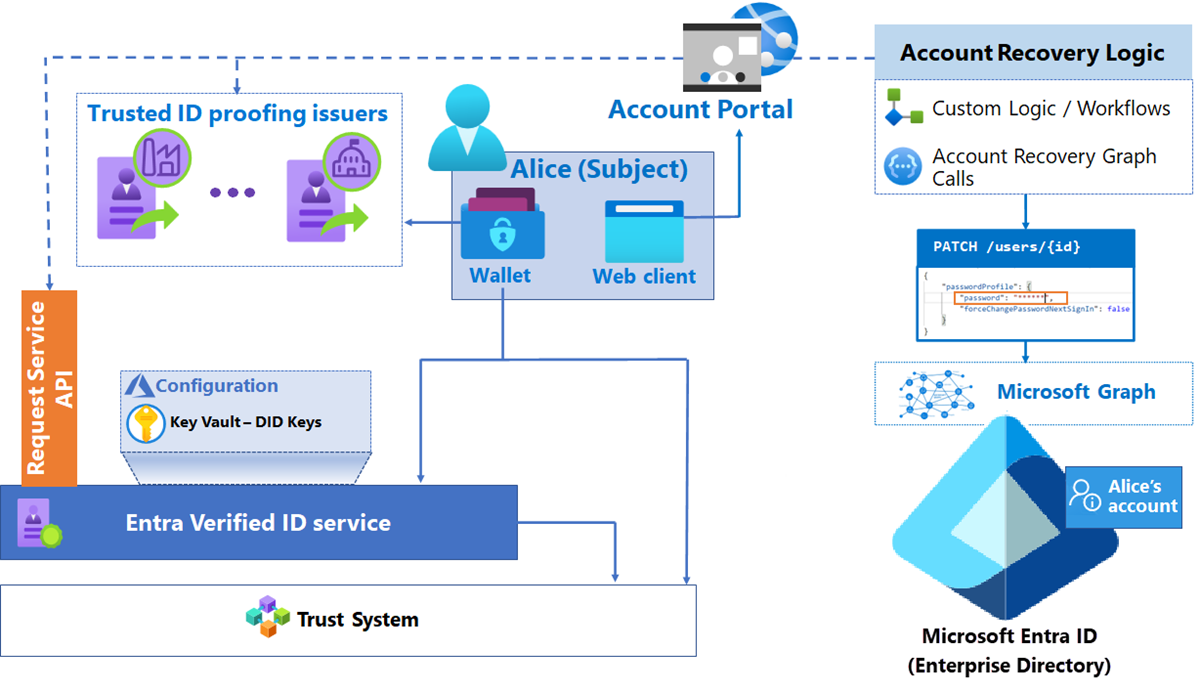 Account Recovery Logic
Custom Logic / Workflows
Account Recovery Graph
Calls
Account Portal
Trusted ID proofing issuers
Alice (Subject)
Wallet
Web client
PATCH /users/{id}
{
"passwordProfile": {
"password": "******",
"forceChangePasswordNextSignIn": false
}
}
Request Service
API
Configuration
Key Vault – DID Keys
Microsoft Graph
Alice's
account
Entra Verified ID service
Trust System
Microsoft Entra ID
(Enterprise Directory)